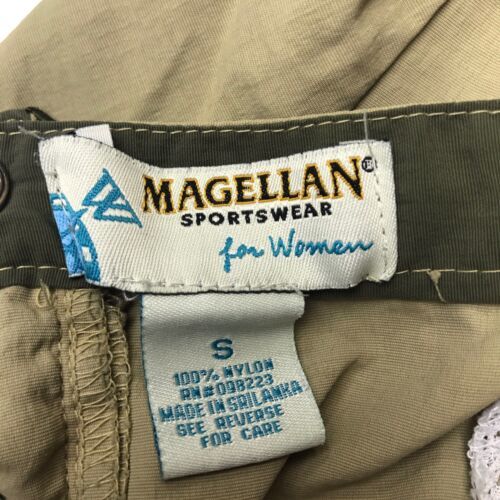 MAGELLAN®
SPORTSWEAR
for Women
S
100% NYLON
RN#098223
MADE IN SRILANKA
SEE REVERSE
FOR CARE